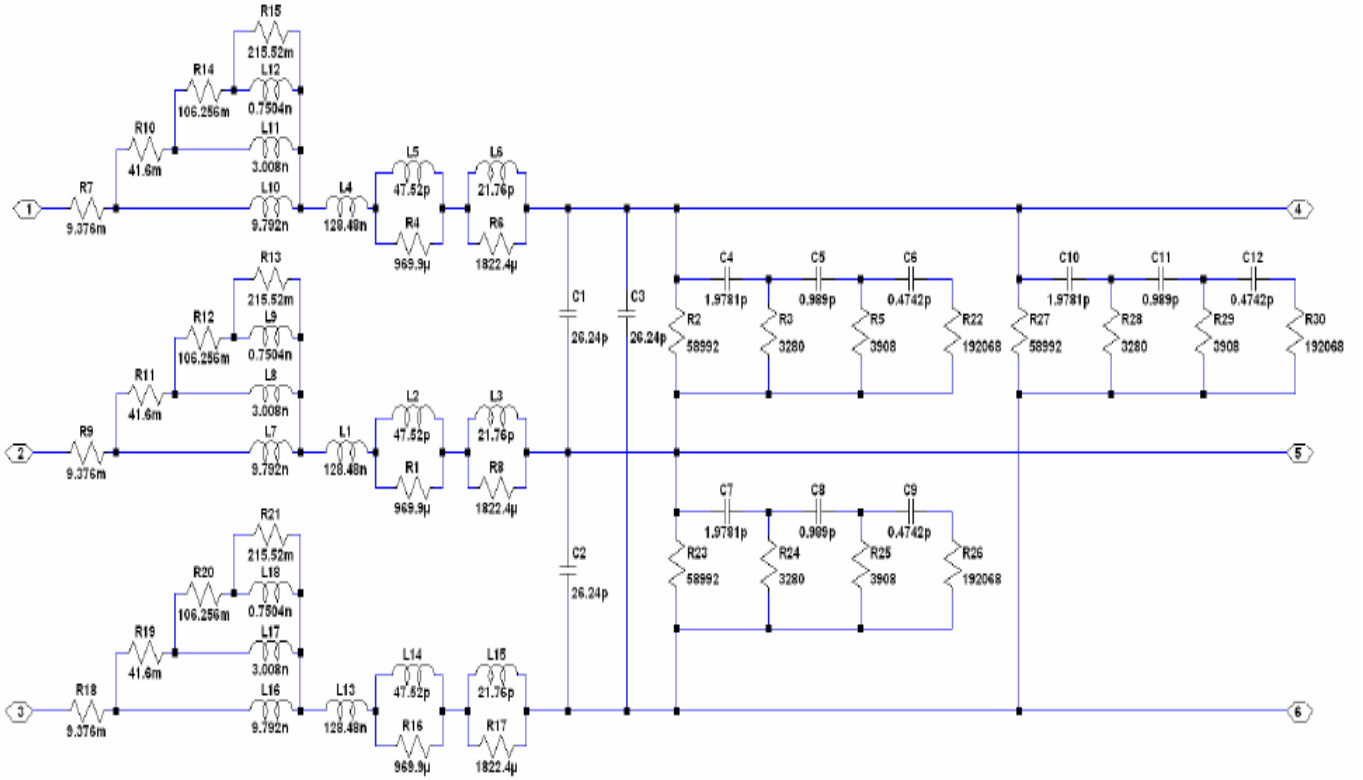 R15
215.52m
R14
L12
106.256m
0.7504n
R10
L11
41.6m
3.008n
L5
L6
47.52p
21.76p
R7
L10
L4
1
4
9.376m
9.792n
128.48n
R4
R6
969.9µ
1822.4µ
R13
215.52m
C4
C5
C6
C10
C11
C12
1.9781p
0.989p
0.4742p
1.9781p
0.989p
0.4742p
C1
C3
26.24p
26.24p
R2
58992
R3
3280
R5
3908
R22
192068
R27
58992
R28
3280
R29
3908
R30
192068
R12
L9
106.256m
0.7504n
R11
L8
41.6m
3.008n
L2
L3
47.52p
21.76p
R9
L7
L1
2
5
9.376m
9.792n
128.48n
R1
R8
969.9µ
1822.4µ
R21
215.52m
C7
C8
C9
1.9781p
0.989p
0.4742p
C2
26.24p
R23
58992
R24
3280
R25
3908
R26
192068
R20
L18
106.256m
0.7504n
R19
L17
41.6m
3.008n
L14
L15
47.52p
21.76p
R18
L16
L13
3
6
9.376m
9.792n
128.48n
R16
R17
969.9µ
1822.4µ